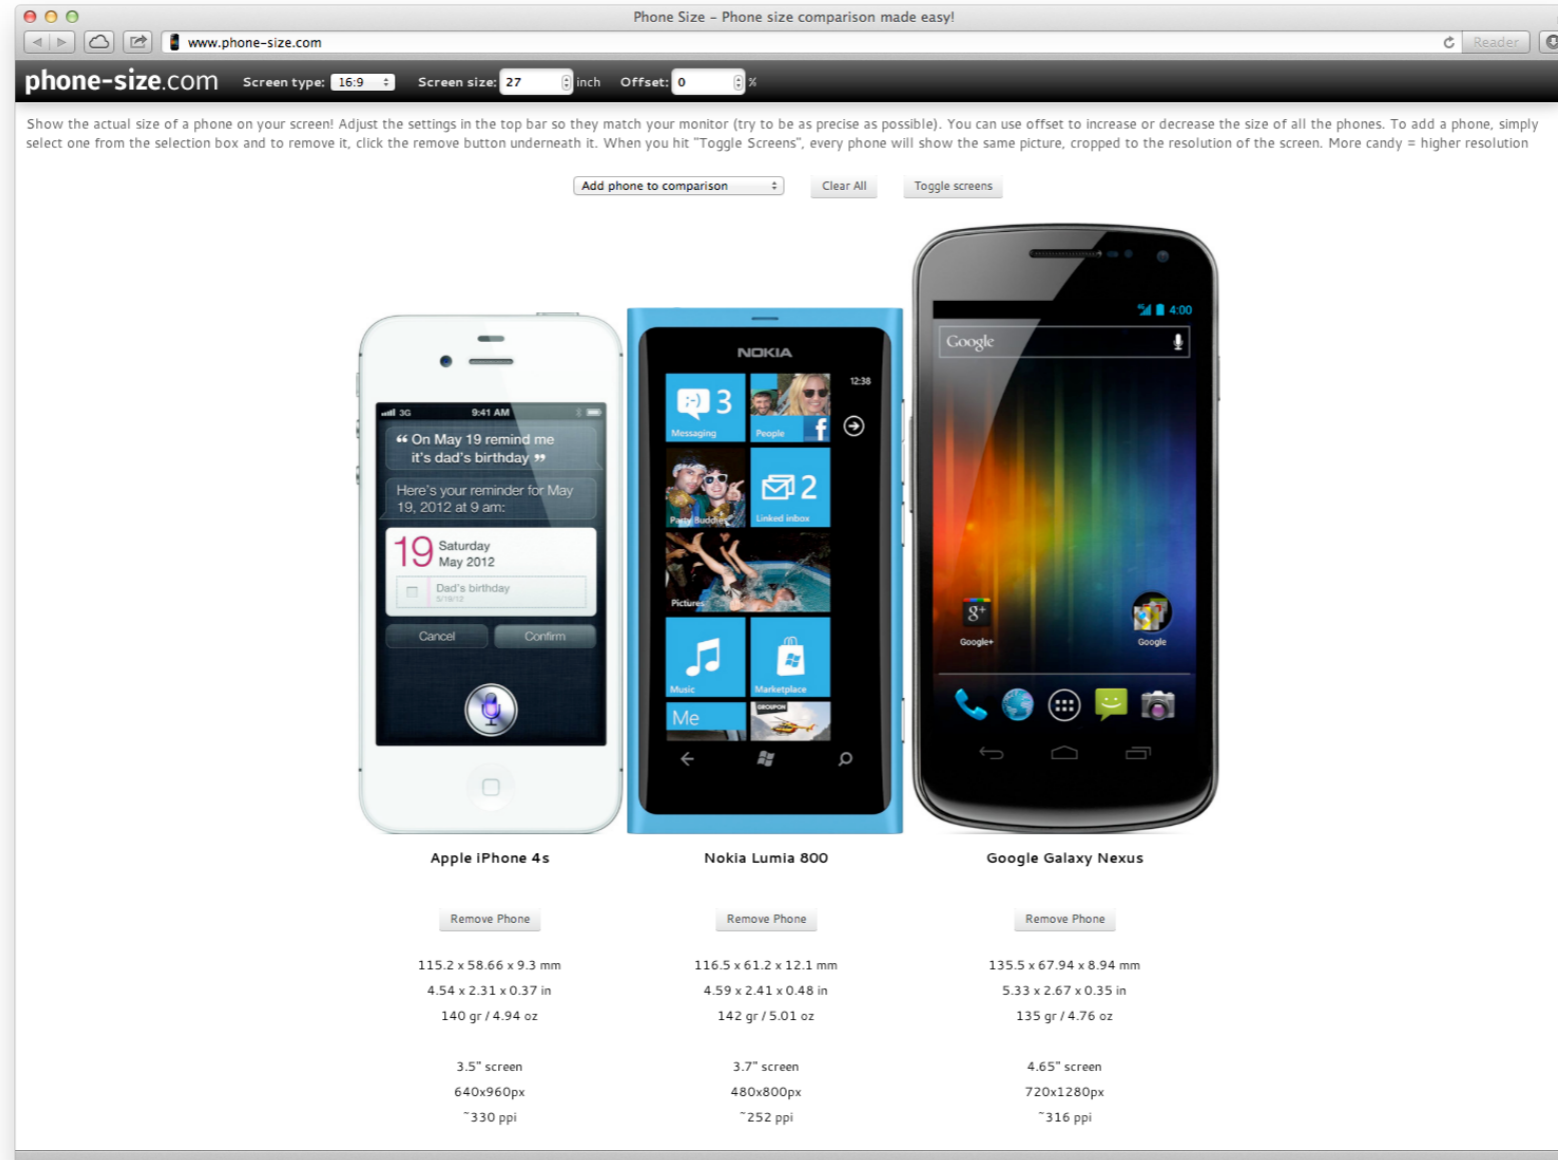 Phone Size – Phone size comparison made easy!
www.phone-size.com
Reader
phone-size.com Screen type: 16:9 Screen size: 27 inch Offset: 0 %
Show the actual size of a phone on your screen! Adjust the settings in the top bar so they match your monitor (try to be as precise as possible). You can use offset to increase or decrease the size of all the phones. To add a phone, simply
select one from the selection box and to remove it, click the remove button underneath it. When you hit "Toggle Screens", every phone will show the same picture, cropped to the resolution of the screen. More candy = higher resolution
Add phone to comparison Clear All Toggle screens
3G 9:41 AM
“ On May 19 remind me
it's dad's birthday ”
Here's your reminder for May
19, 2012 at 9 am:
19 Saturday
May 2012
Dad's birthday
5/19/12
Cancel Confirm
NOKIA
12:38
3
Messaging People f
Party Buddies 2
Linked inbox
Pictures
Music Marketplace
Me GROUPON
4:00
Google
g+
Google+ Google
Apple iPhone 4s Nokia Lumia 800 Google Galaxy Nexus
Remove Phone Remove Phone Remove Phone
115.2 x 58.66 x 9.3 mm 116.5 x 61.2 x 12.1 mm 135.5 x 67.94 x 8.94 mm
4.54 x 2.31 x 0.37 in 4.59 x 2.41 x 0.48 in 5.33 x 2.67 x 0.35 in
140 gr / 4.94 oz 142 gr / 5.01 oz 135 gr / 4.76 oz
3.5" screen 3.7" screen 4.65" screen
640x960px 480x800px 720x1280px
~330 ppi ~252 ppi ~316 ppi